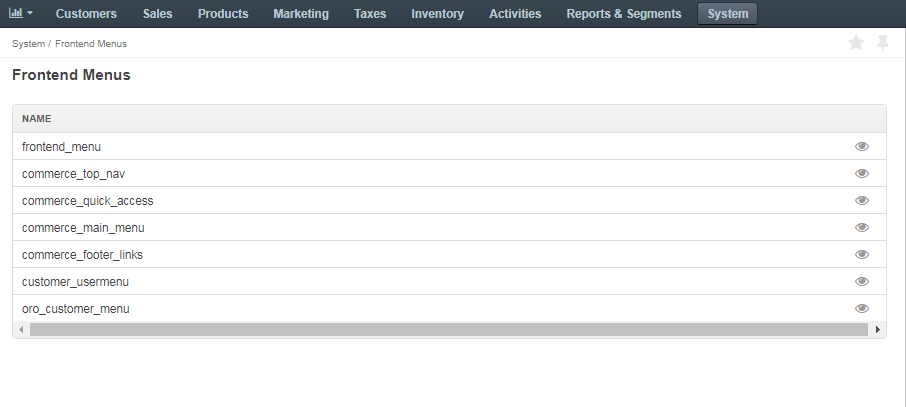 Customers Sales Products Marketing Taxes Inventory Activities Reports & Segments System
System / Frontend Menus
Frontend Menus
NAME
frontend_menu
commerce_top_nav
commerce_quick_access
commerce_main_menu
commerce_footer_links
customer_usermenu
oro_customer_menu